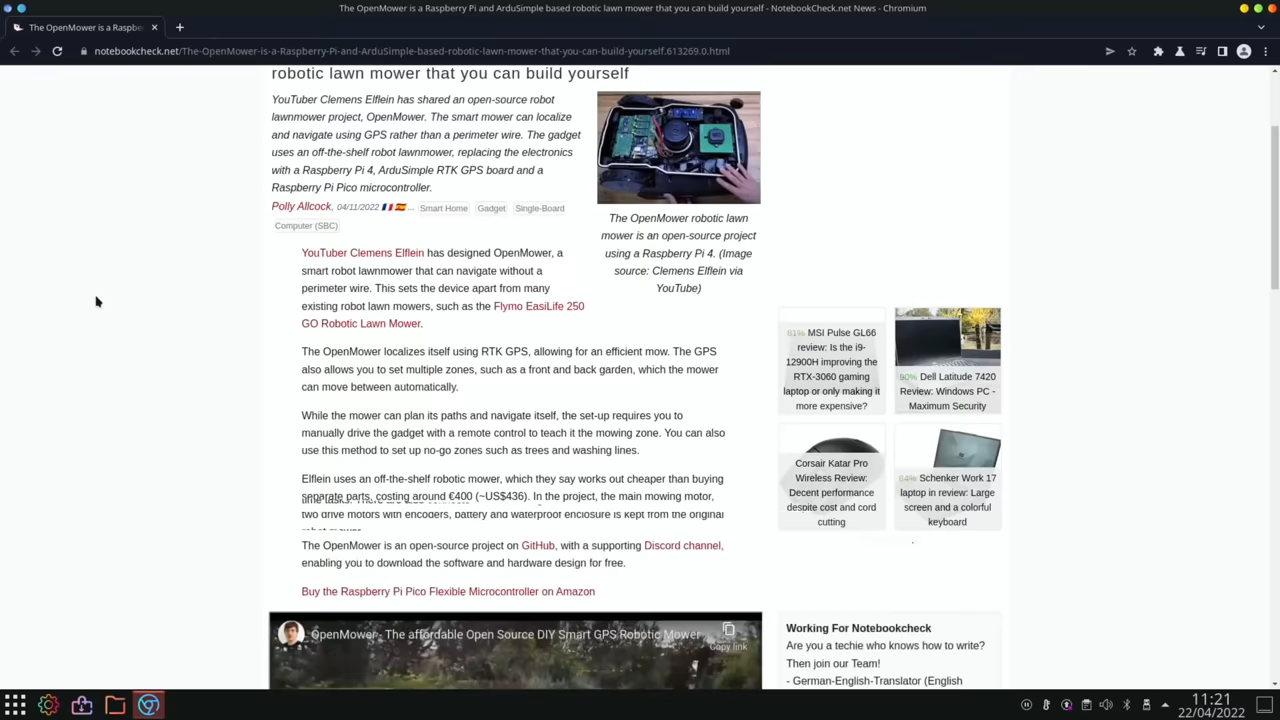 The OpenMower is a Raspberry Pi and ArduSimple based robotic lawn mower that you can build yourself - NotebookCheck.net News - Chromium
The OpenMower is a Raspbe
notebookcheck.net/The-OpenMower-is-a-Raspberry-Pi-and-ArduSimple-based-robotic-lawn-mower-that-you-can-build-yourself.613269.0.html
robotic lawn mower that you can build yourself
YouTuber Clemens Elflein has shared an open-source robot
lawnmower project, OpenMower. The smart mower can localize
and navigate using GPS rather than a perimeter wire. The gadget
uses an off-the-shelf robot lawnmower, replacing the electronics
with a Raspberry Pi 4, ArduSimple RTK GPS board and a
Raspberry Pi Pico microcontroller.
Polly Allcock, 04/11/2022 ... Smart Home Gadget Single-Board
Computer (SBC)
The OpenMower robotic lawn
mower is an open-source project
using a Raspberry Pi 4. (Image
source: Clemens Elflein via
YouTube)
YouTuber Clemens Elflein has designed OpenMower, a
smart robot lawnmower that can navigate without a
perimeter wire. This sets the device apart from many
existing robot lawn mowers, such as the Flymo EasiLife 250
GO Robotic Lawn Mower.
The OpenMower localizes itself using RTK GPS, allowing for an efficient mow. The GPS
also allows you to set multiple zones, such as a front and back garden, which the mower
can move between automatically.
While the mower can plan its paths and navigate itself, the set-up requires you to
manually drive the gadget with a remote control to teach it the mowing zone. You can also
use this method to set up no-go zones such as trees and washing lines.
Elflein uses an off-the-shelf robotic mower, which they say works out cheaper than buying
separate parts, costing around €400 (~US$436). In the project, the main mowing motor,
two drive motors with encoders, battery and waterproof enclosure is kept from the original
The OpenMower is an open-source project on GitHub, with a supporting Discord channel,
enabling you to download the software and hardware design for free.
Buy the Raspberry Pi Pico Flexible Microcontroller on Amazon
OpenMower - The affordable Open Source DIY Smart GPS Robotic Mower
Copy link
81% MSI Pulse GL66
review: Is the i9-
12900H improving the
RTX-3060 gaming
laptop or only making it
more expensive?
90% Dell Latitude 7420
Review: Windows PC -
Maximum Security
Corsair Katar Pro
Wireless Review:
Decent performance
despite cost and cord
cutting
84% Schenker Work 17
laptop in review: Large
screen and a colorful
keyboard
Working For Notebookcheck
Are you a techie who knows how to write?
Then join our Team!
- German-English-Translator (English
11:21
22/04/2022